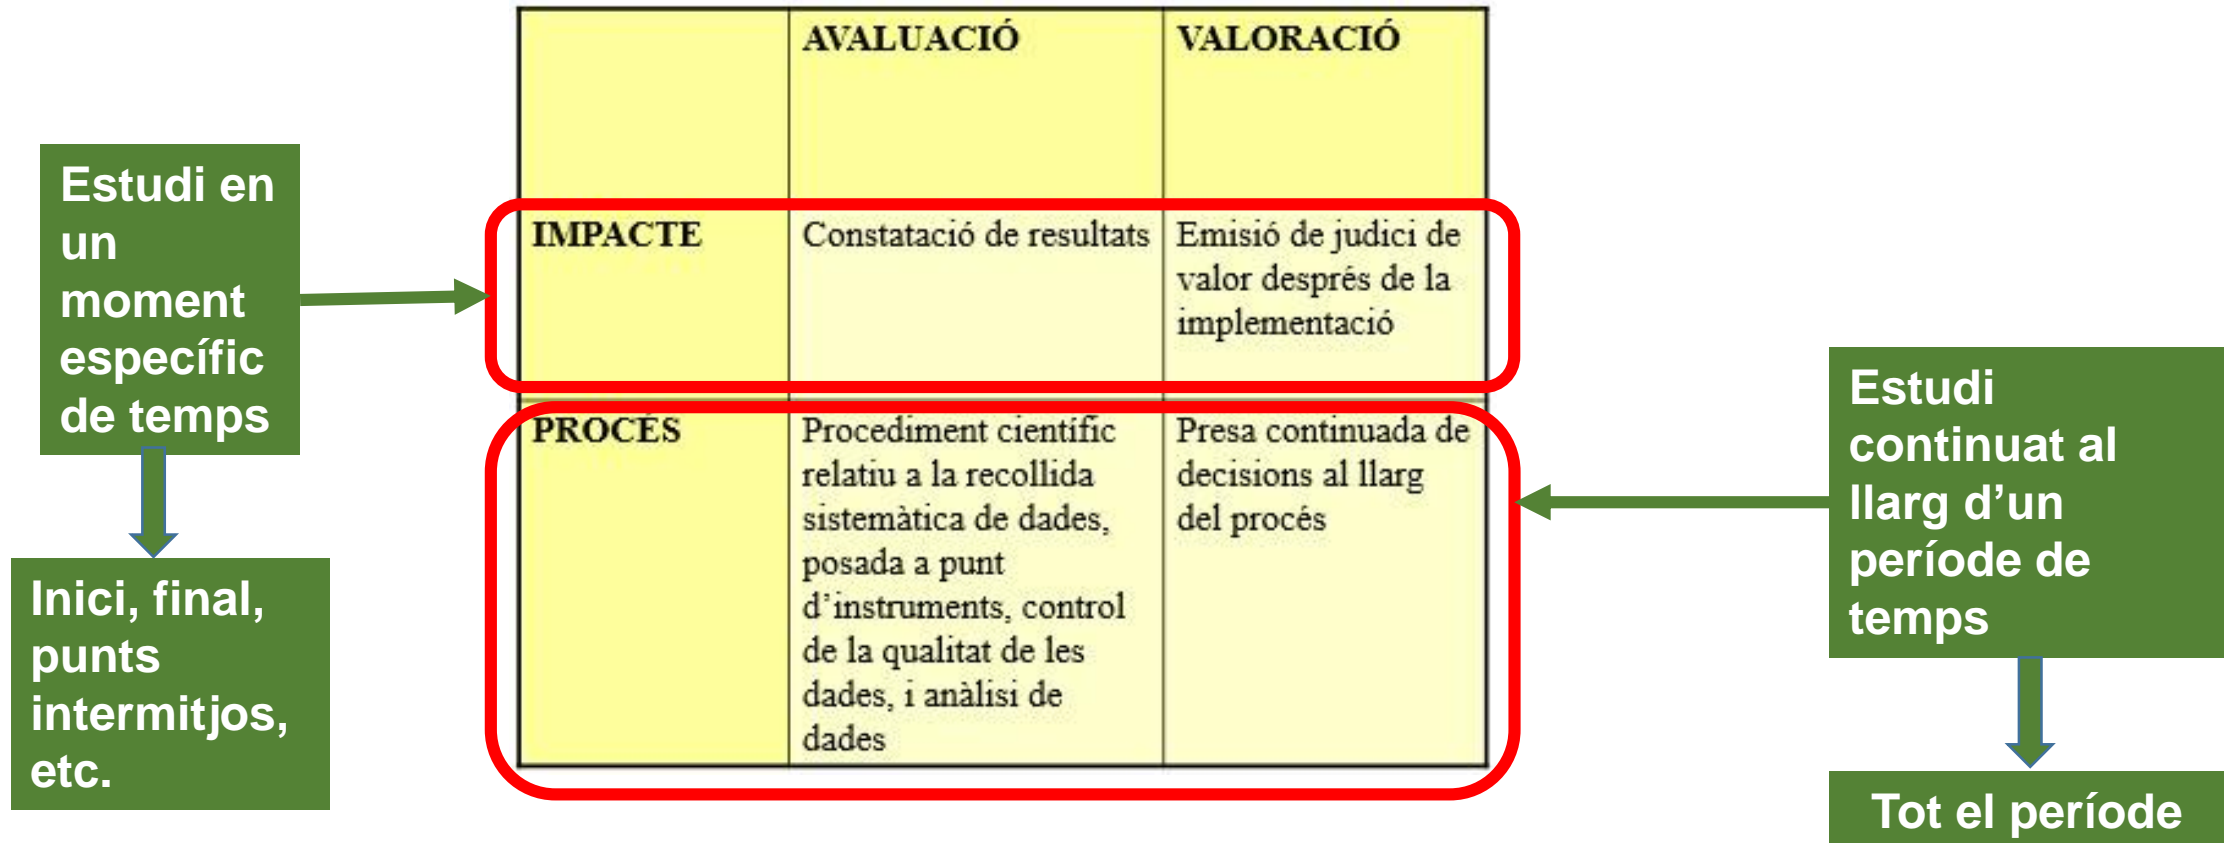 AVALUACIÓ
VALORACIÓ
Estudi en
un
moment
específic
de temps
Inici, final,
punts
intermitjos,
etc.
IMPACTE
Constatació de resultats
Emisió de judici de
valor després de la
implementació
PROCÉS
Procediment científic
relatiu a la recollida
sistemàtica de dades,
posada a punt
d’instruments, control
de la qualitat de les
dades, i anàlisi de
dades
Presa continuada de
decisions al llarg
del procés
Estudi
continuat al
llarg d’un
període de
temps
Tot el període